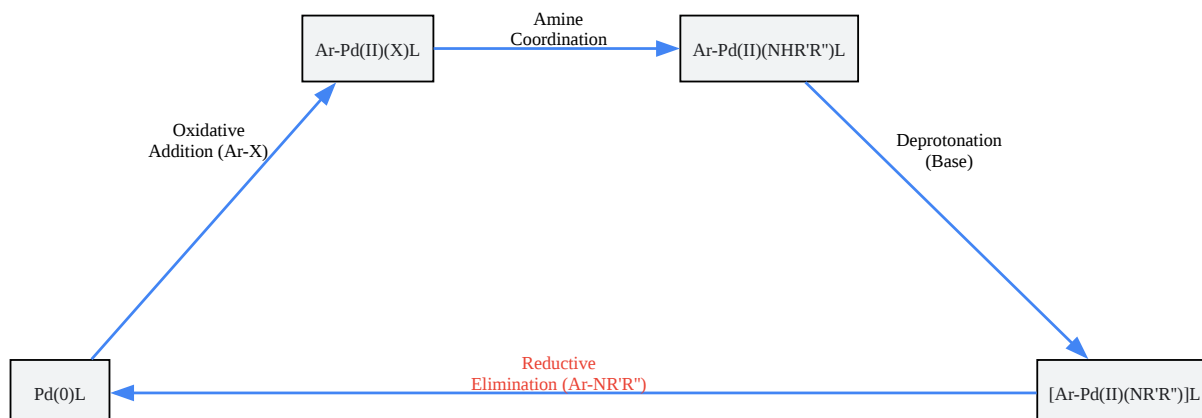 Amine
Coordination
Ar-Pd(II)(X)L
Ar-Pd(II)(NHR'R")L
Oxidative
Addition (Ar-X)
Deprotonation
(Base)
Reductive
Elimination (Ar-NR'R")
Pd(0)L
[Ar-Pd(II)(NR'R")]L